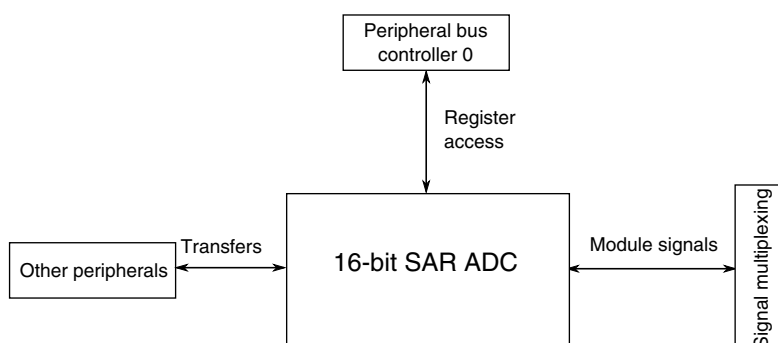 Peripheral bus
controller 0
Register
access
Transfers
Other peripherals
16-bit SAR ADC
Module signals
Signal multiplexing